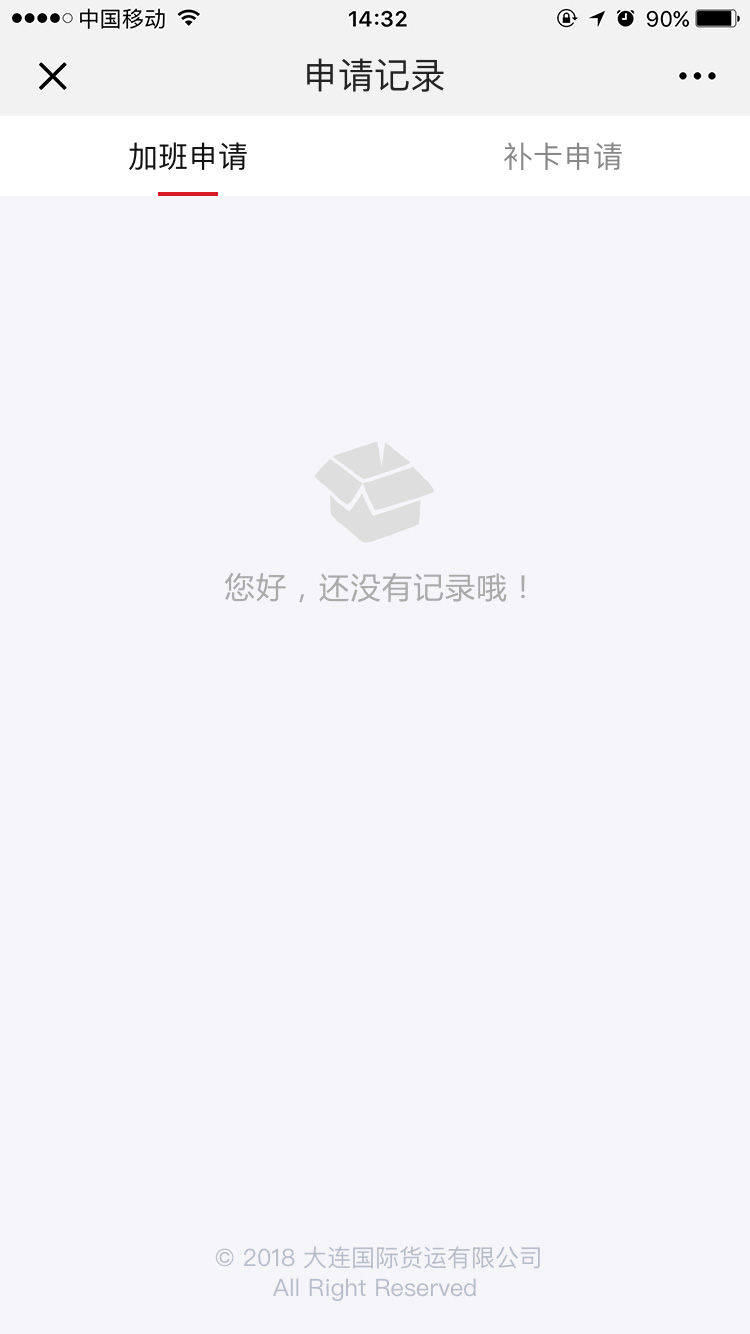 中国移动 14:32 90%
申请记录
加班申请 补卡申请
您好，还没有记录哦！
© 2018 大连国际货运有限公司
All Right Reserved